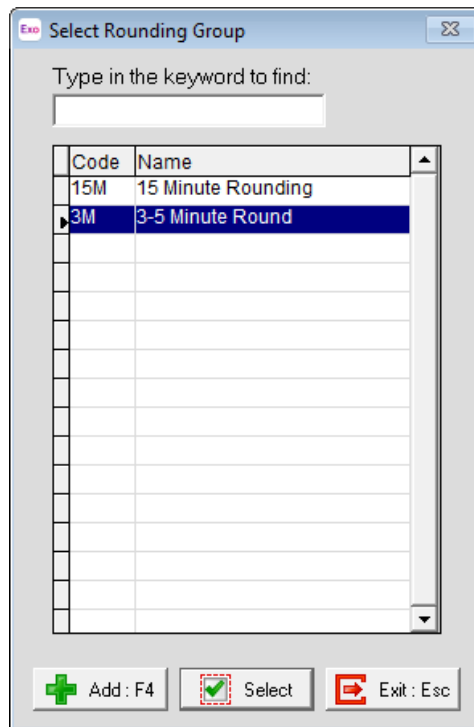 Exo Select Rounding Group
Type in the keyword to find:
Code Name
15M 15 Minute Rounding
3M 3-5 Minute Round
Add : F4 Select Exit : Esc